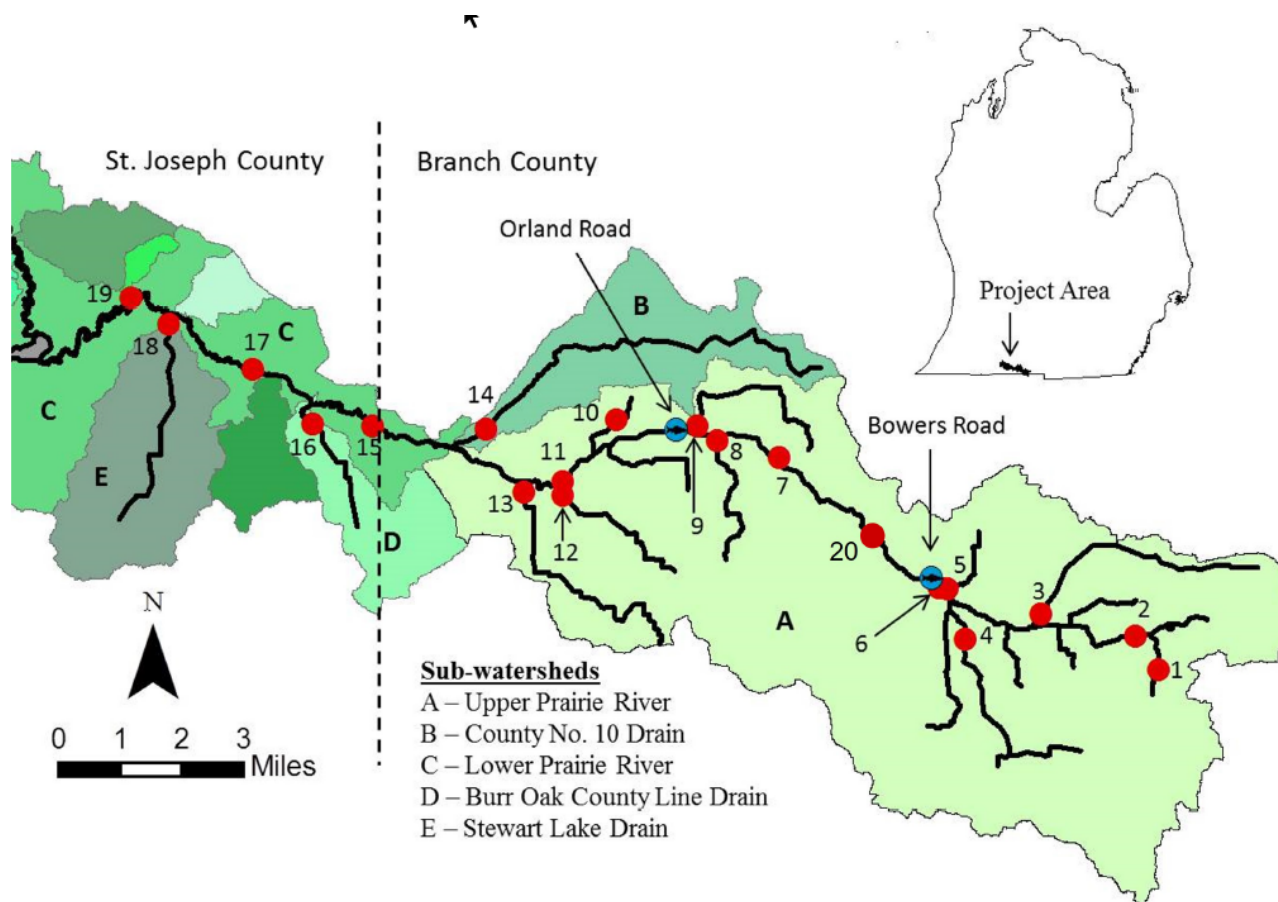 St. Joseph County
Branch County
Orland Road
Project Area
B
19
18
17
C
C
14
10
Bowers Road
16
15
11
8
7
E
13
9
12
D
20
5
3
2
A
6
4
1
N
0 1 2 3
Miles
Sub-watersheds
A – Upper Prairie River
B – County No. 10 Drain
C – Lower Prairie River
D – Burr Oak County Line Drain
E – Stewart Lake Drain